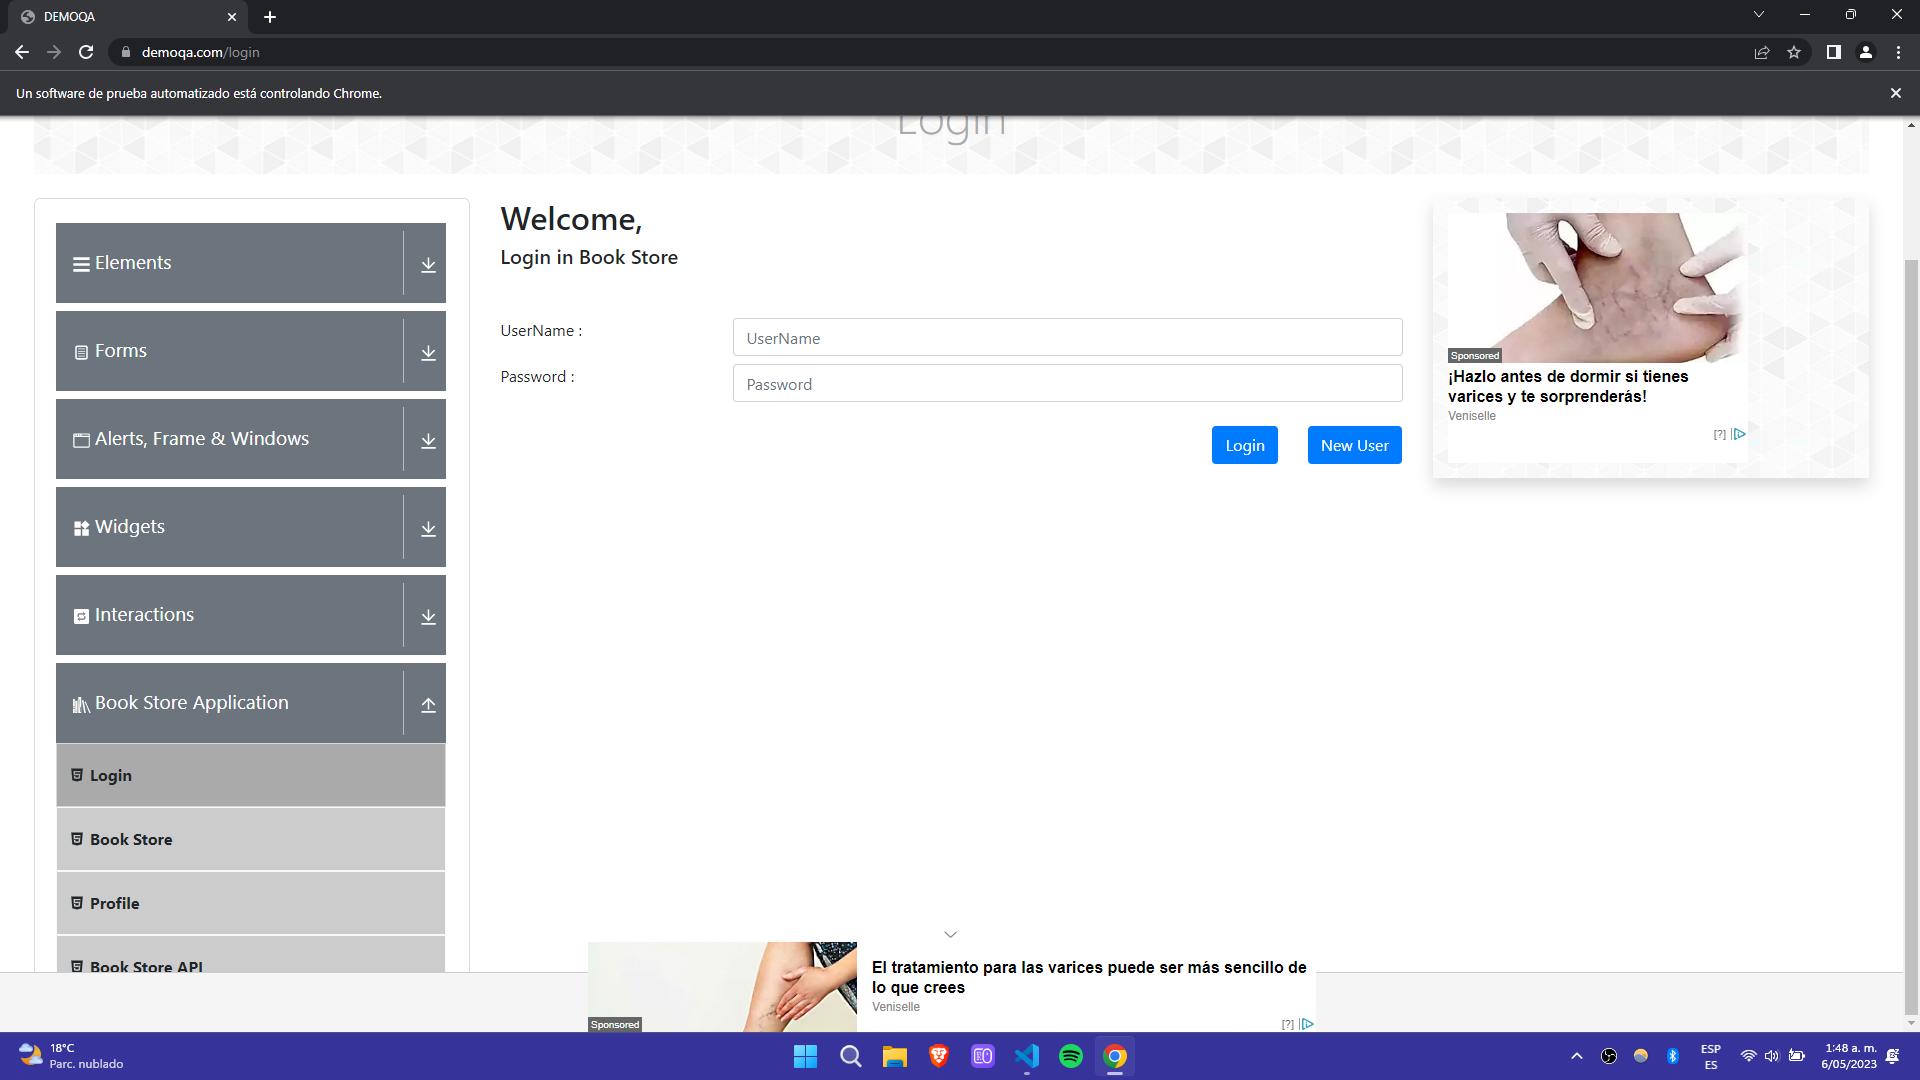 DEMOQA
demoqa.com/login
Un software de prueba automatizado está controlando Chrome.
Login
Welcome,
Login in Book Store
UserName :
UserName
Password :
Password
Login
New User
Elements
Forms
Alerts, Frame & Windows
Widgets
Interactions
Book Store Application
Login
Book Store
Profile
Book Store API
Sponsored
¡Hazlo antes de dormir si tienes
varices y te sorprenderás!
Veniselle
[?]
Sponsored
El tratamiento para las varices puede ser más sencillo de
lo que crees
Veniselle
[?]
18°C
Parc. nublado
ESP
ES
1:48 a. m.
6/05/2023